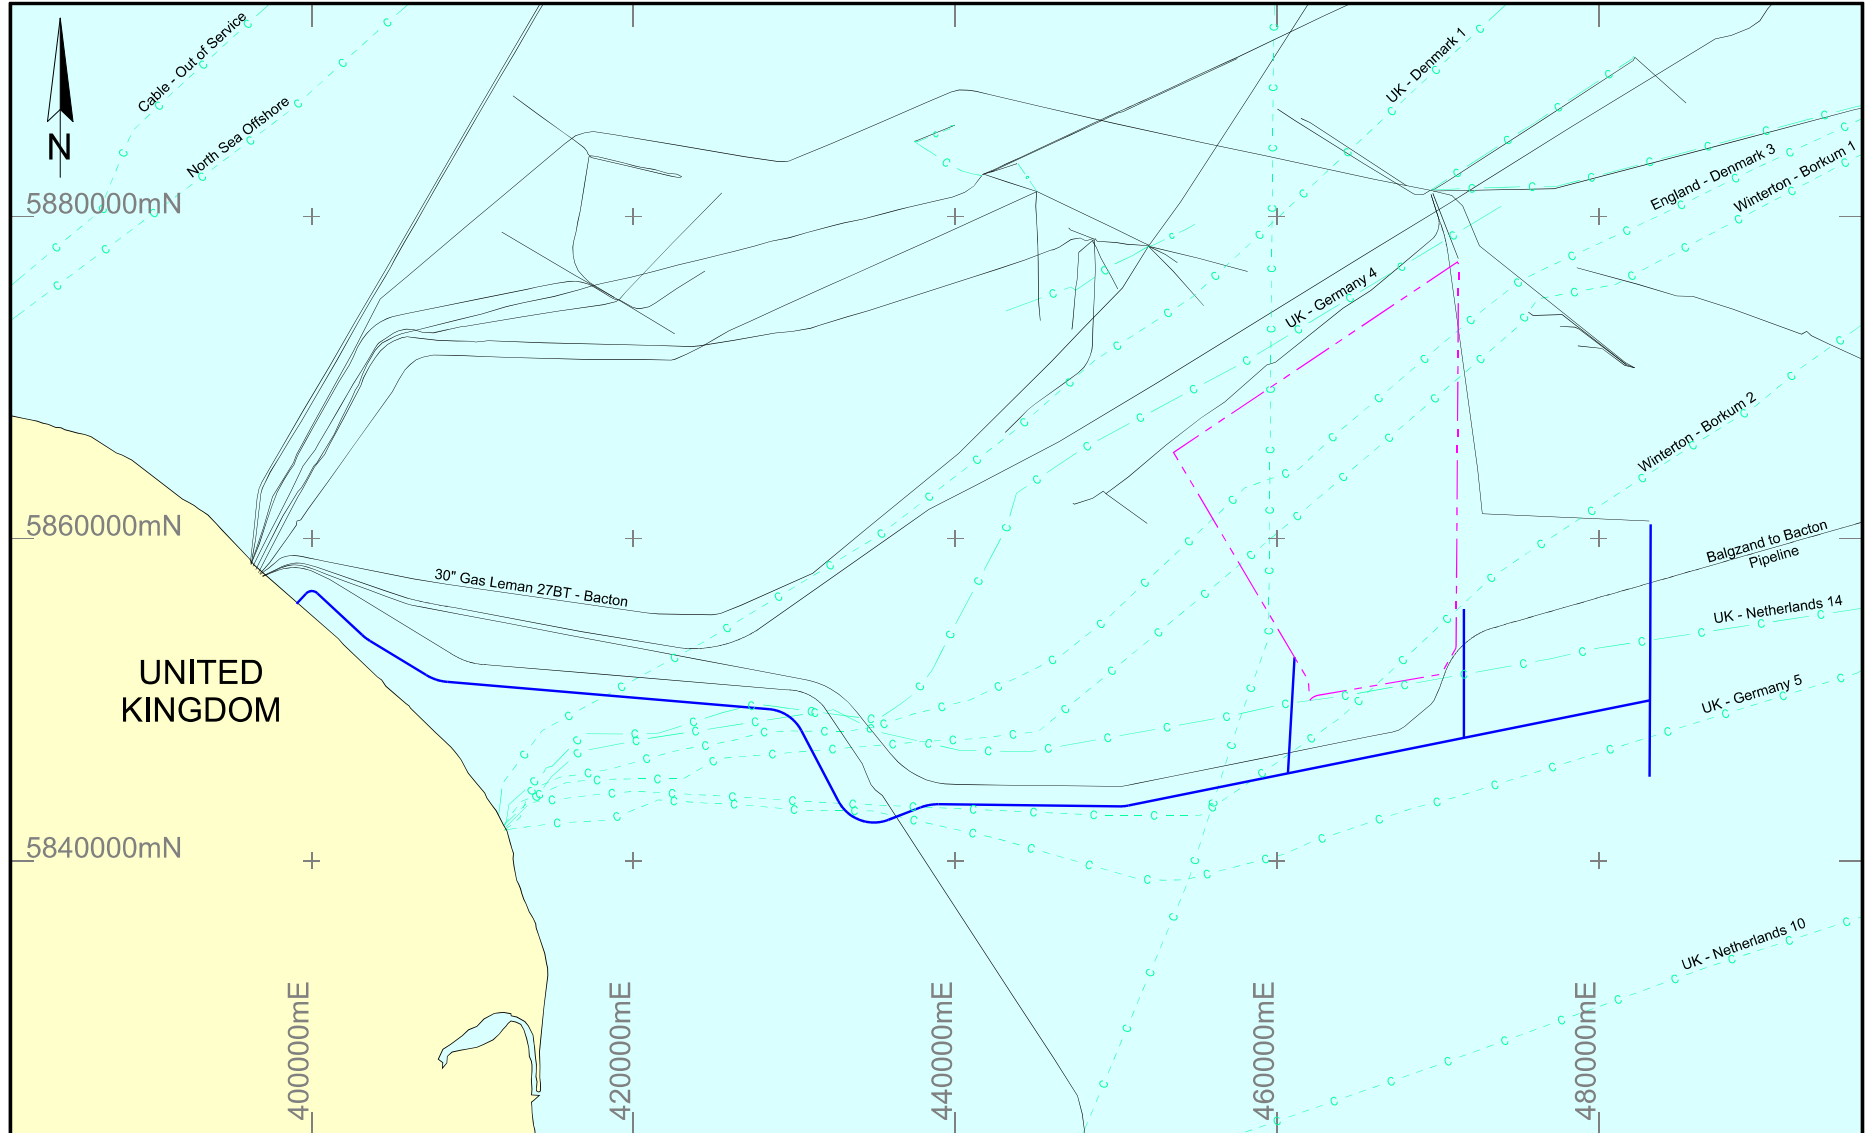 Cable - Out of Service
North Sea Offshore
N
UK - Denmark 1
England - Denmark 3
Winterton - Borkum 1
5880000mN
UK - Germany 4
Winterton - Borkum 2
5860000mN
Balgzand to Bacton
Pipeline
30" Gas Leman 27BT - Bacton
UK - Netherlands 14
UNITED
KINGDOM
UK - Germany 5
5840000mN
UK - Netherlands 10
400000mE
420000mE
440000mE
460000mE
480000mE